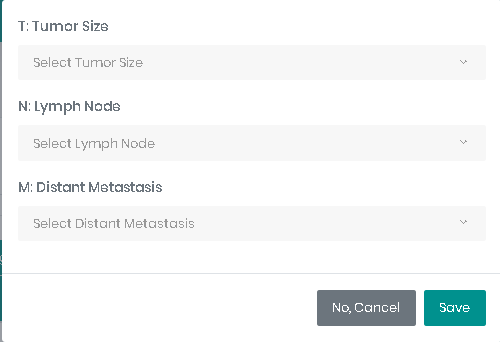 T: Tumor Size
Select Tumor Size
N: Lymph Node
Select Lymph Node
M: Distant Metastasis
Select Distant Metastasis
No, Cancel
Save